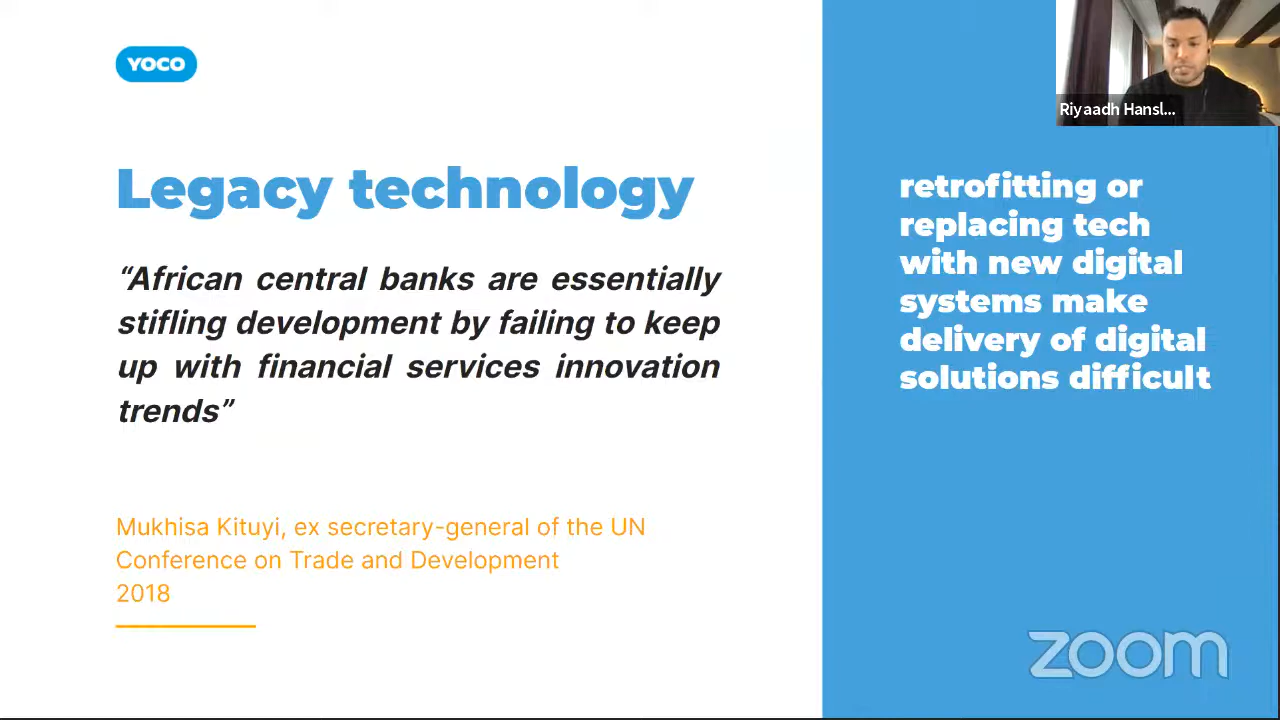 YOCO
Legacy technology
“African central banks are essentially
stifling development by failing to keep
up with financial services innovation
trends”
Mukhisa Kituyi, ex secretary-general of the UN
Conference on Trade and Development
2018
Riyaadh Hansl...
retrofitting or
replacing tech
with new digital
systems make
delivery of digital
solutions difficult
zoom